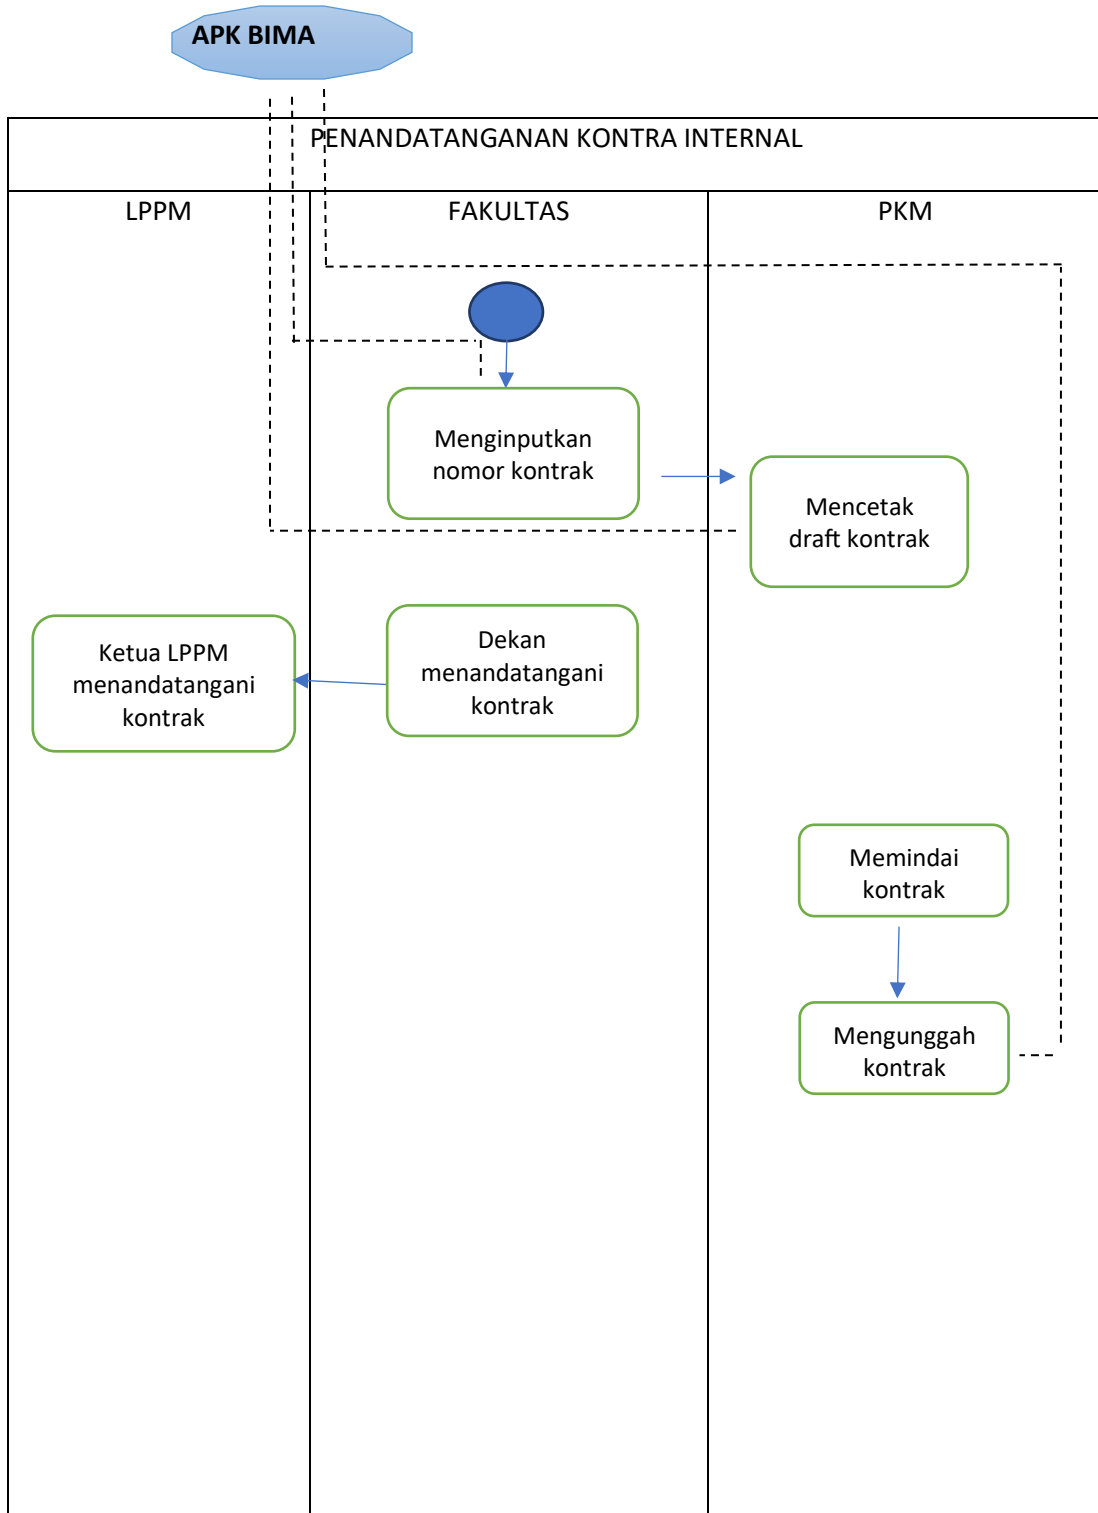 APK BIMA
PENANDATANGANAN KONTRA INTERNAL
LPPM
FAKULTAS
PKM
Menginputkan
nomor kontrak
Mencetak
draft kontrak
Ketua LPPM
menandatangani
kontrak
Dekan
menandatangani
kontrak
Memindai
kontrak
Mengunggah
kontrak